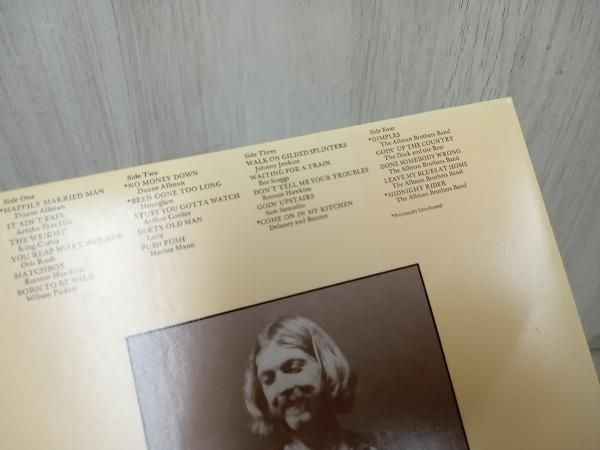 Side One
*HAPPILY MARRIED MAN
Duane Allman
IT AIN'T FAIR
Aretha Franklin
THE WEIGHT
King Curtis
YOU REAP WHAT YOU SOW
Otis Rush
MATCHBOX
Ronnie Hawkins
BORN TO BE WILD
Wilson Pickett
Side Two
*NO MONEY DOWN
Duane Allman
*BEEN GONE TOO LONG
Hourglass
STUFF YOU GOTTA WATCH
Arthur Conley
DIRTY OLD MAN
Lulu
PUSH PUSH
Herbie Mann
Side Three
WALK ON GILDED SPLINTERS
Johnny Jenkins
WAITING FOR A TRAIN
Boz Scaggs
DON'T TELL ME YOUR TROUBLES
Ronnie Hawkins
GOIN' UPSTAIRS
Sam Samudio
*COME ON IN MY KITCHEN
Delaney and Bonnie
Side Four
*DIMPLES
The Allman Brothers Band
GOIN' UP THE COUNTRY
The Duck and the Bear
DONE SOMEBODY WRONG
The Allman Brothers Band
LEAVE MY BLUES AT HOME
The Allman Brothers Band
*MIDNIGHT RIDER
The Allman Brothers Band
*Previously Unreleased